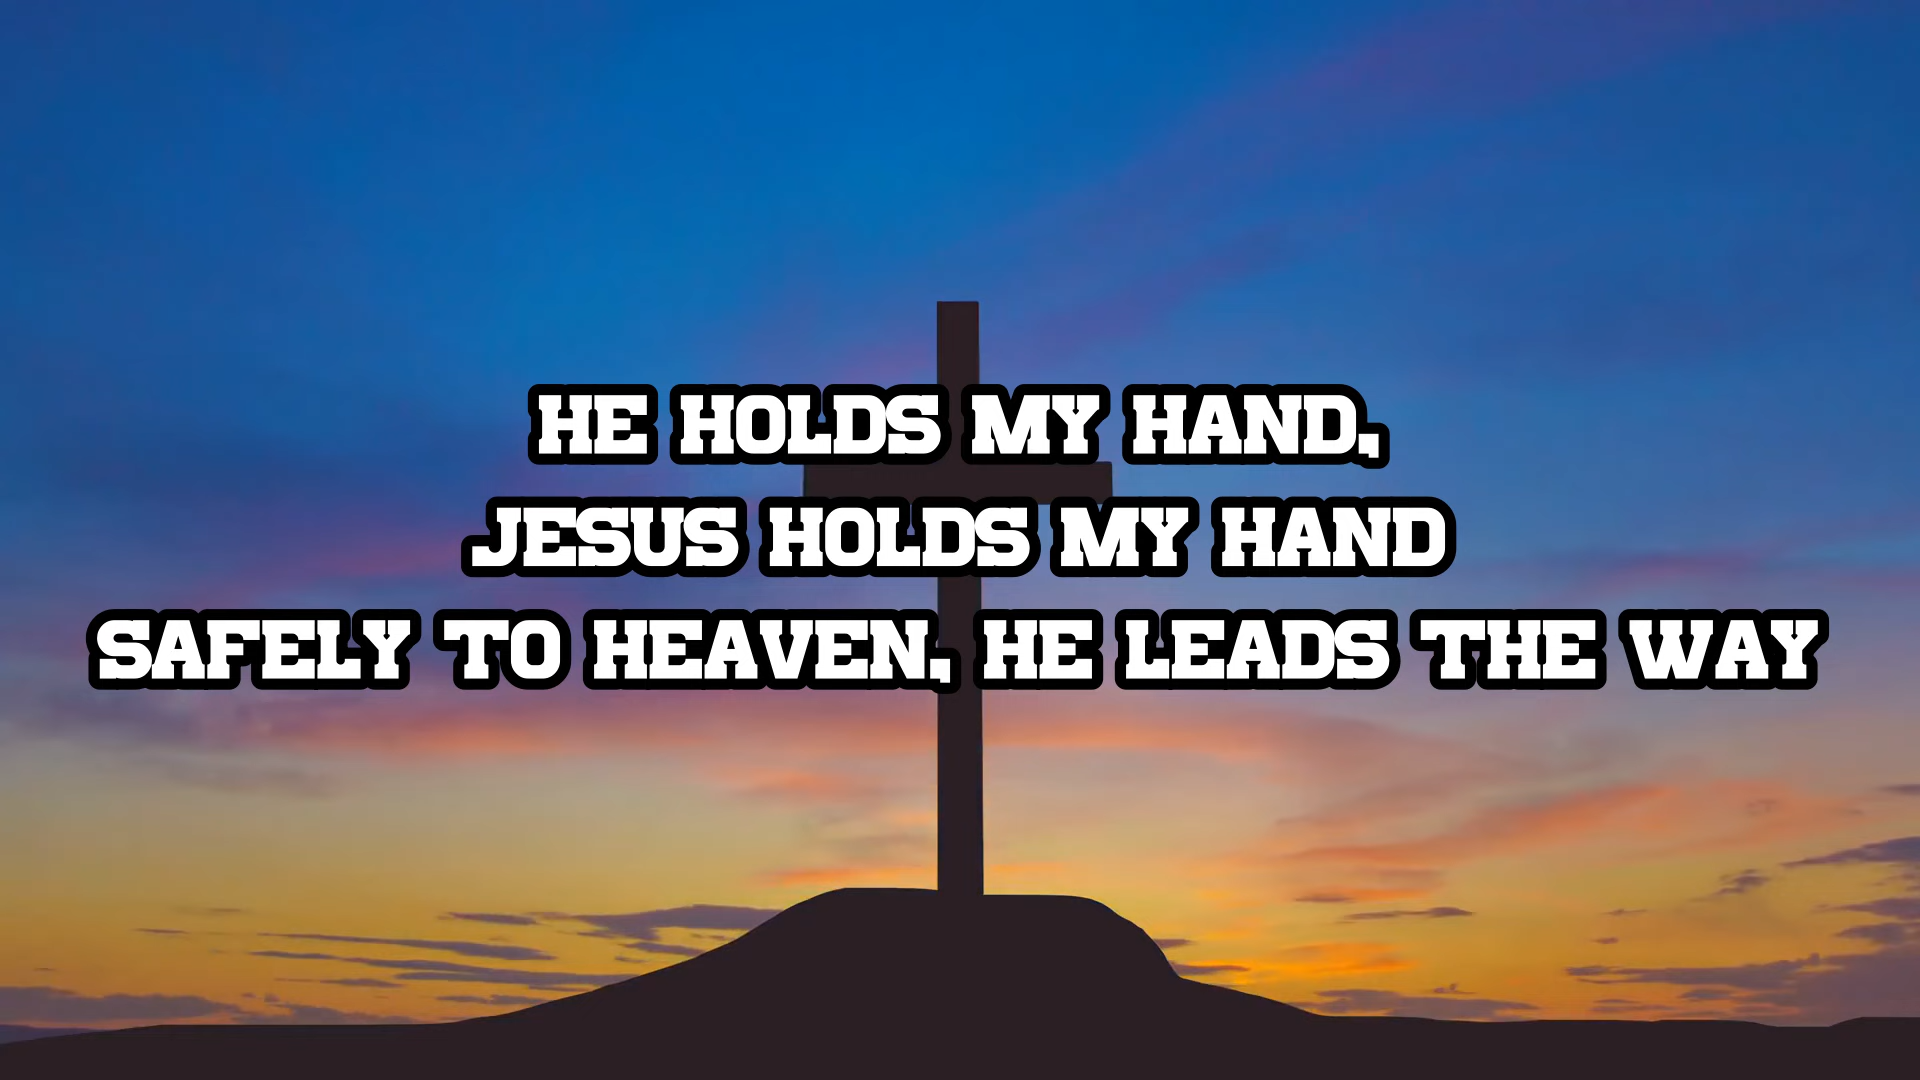 HE HOLDS MY HAND,
JESUS HOLDS MY HAND
SAFELY TO HEAVEN, HE LEADS THE WAY